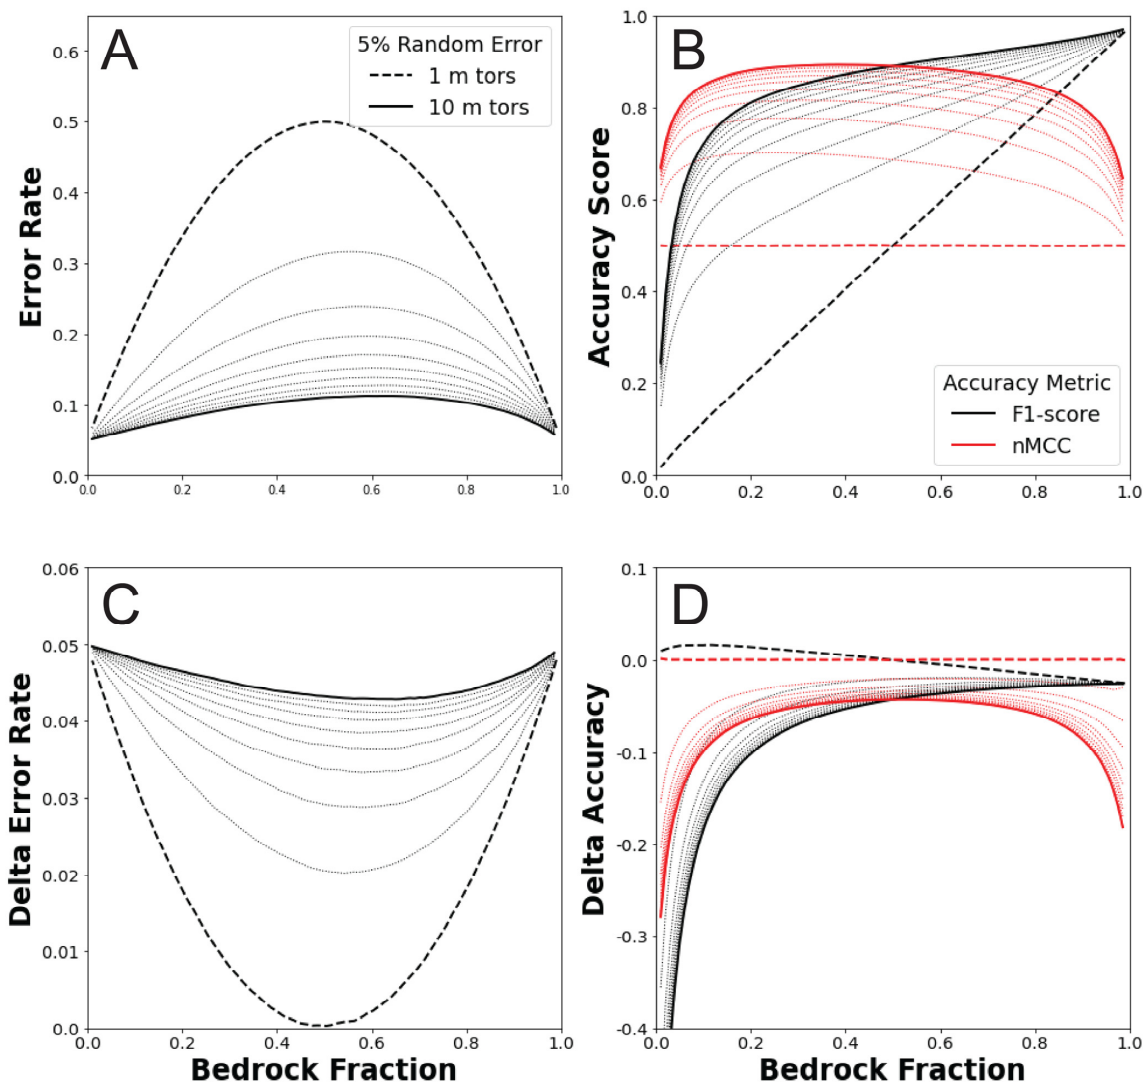 A
5% Random Error
1 m tors
10 m tors
Error Rate
0.6
0.5
0.4
0.3
0.2
0.1
0.0
0.0 0.2 0.4 0.6 0.8 1.0
B
Accuracy Score
1.0
0.8
0.6
0.4
0.2
0.0
Accuracy Metric
F1-score
nMCC
0.0 0.2 0.4 0.6 0.8 1.0
C
Delta Error Rate
0.06
0.05
0.04
0.03
0.02
0.01
0.0
0.0 0.2 0.4 0.6 0.8 1.0
Bedrock Fraction
D
Delta Accuracy
0.1
0.0
-0.1
-0.2
-0.3
-0.4
0.0 0.2 0.4 0.6 0.8 1.0
Bedrock Fraction